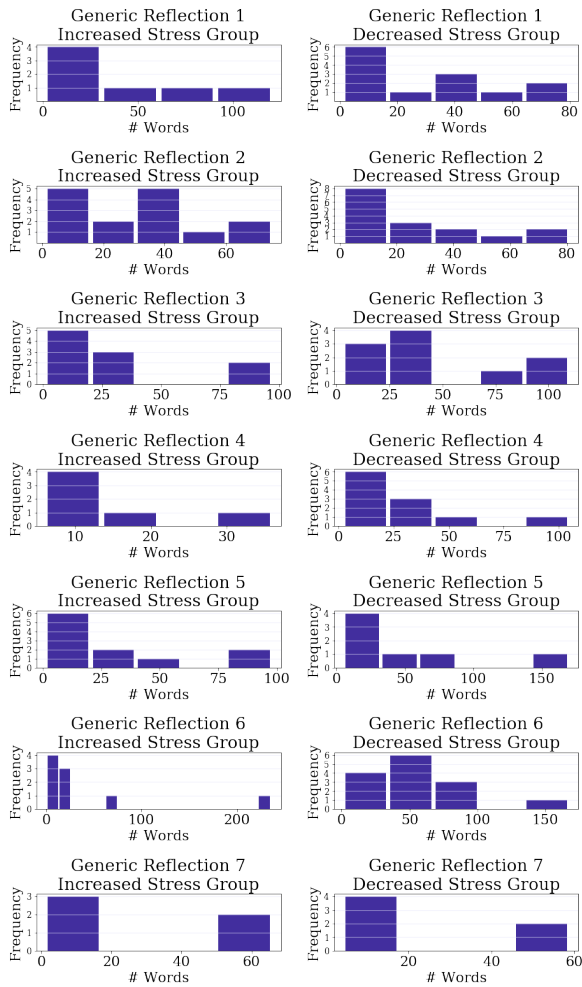 Generic Reflection 1
Increased Stress Group
Frequency
4
3
2
1
0 50 100
# Words
Generic Reflection 1
Decreased Stress Group
Frequency
6
5
4
3
2
1
0 20 40 60 80
# Words
Generic Reflection 2
Increased Stress Group
Frequency
5
4
3
2
1
0 20 40 60
# Words
Generic Reflection 2
Decreased Stress Group
Frequency
8
7
6
5
4
3
2
1
0 20 40 60 80
# Words
Generic Reflection 3
Increased Stress Group
Frequency
5
4
3
2
1
0
0 25 50 75 100
# Words
Generic Reflection 3
Decreased Stress Group
Frequency
4
3
2
1
0
0 25 50 75 100
# Words
Generic Reflection 4
Increased Stress Group
Frequency
4
3
2
1
0
10 20 30
# Words
Generic Reflection 4
Decreased Stress Group
Frequency
6
5
4
3
2
1
0
0 25 50 75 100
# Words
Generic Reflection 5
Increased Stress Group
Frequency
6
5
4
3
2
1
0
0 25 50 75 100
# Words
Generic Reflection 5
Decreased Stress Group
Frequency
4
3
2
1
0
50 100 150
# Words
Generic Reflection 6
Increased Stress Group
Frequency
4
3
2
1
0
0 100 200
# Words
Generic Reflection 6
Decreased Stress Group
Frequency
6
5
4
3
2
1
0
0 50 100 150
# Words
Generic Reflection 7
Increased Stress Group
Frequency
3
2
1
0
0 20 40 60
# Words
Generic Reflection 7
Decreased Stress Group
Frequency
4
3
2
1
0
20 40 60
# Words